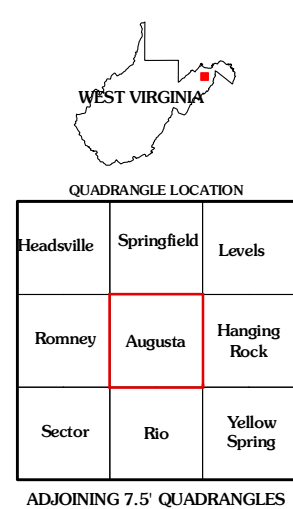 WEST VIRGINIA
QUADRANGLE LOCATION
Headsville
Springfield
Levels
Romney
Augusta
Hanging
Rock
Sector
Rio
Yellow
Spring
ADJOINING 7.5' QUADRANGLES